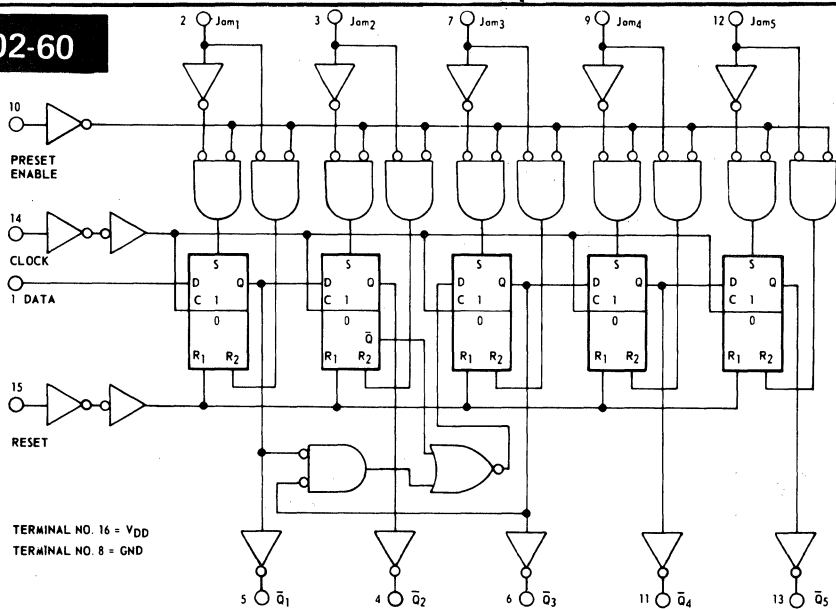 02-60
2 Jam1
3 Jam2
7 Jam3
9 Jam4
12 Jam5
10
PRESET
ENABLE
14
CLOCK
1 DATA
15
RESET
S
D Q
C 1
0
R1 R2
S
D Q
C 1
0
Q̅
R1 R2
S
D Q
C 1
0
R1 R2
S
D Q
C 1
0
R1 R2
S
D Q
C 1
0
R1 R2
TERMINAL NO. 16 = VDD
TERMINAL NO. 8 = GND
5 Q̅1
4 Q̅2
6 Q̅3
11 Q̅4
13 Q̅5